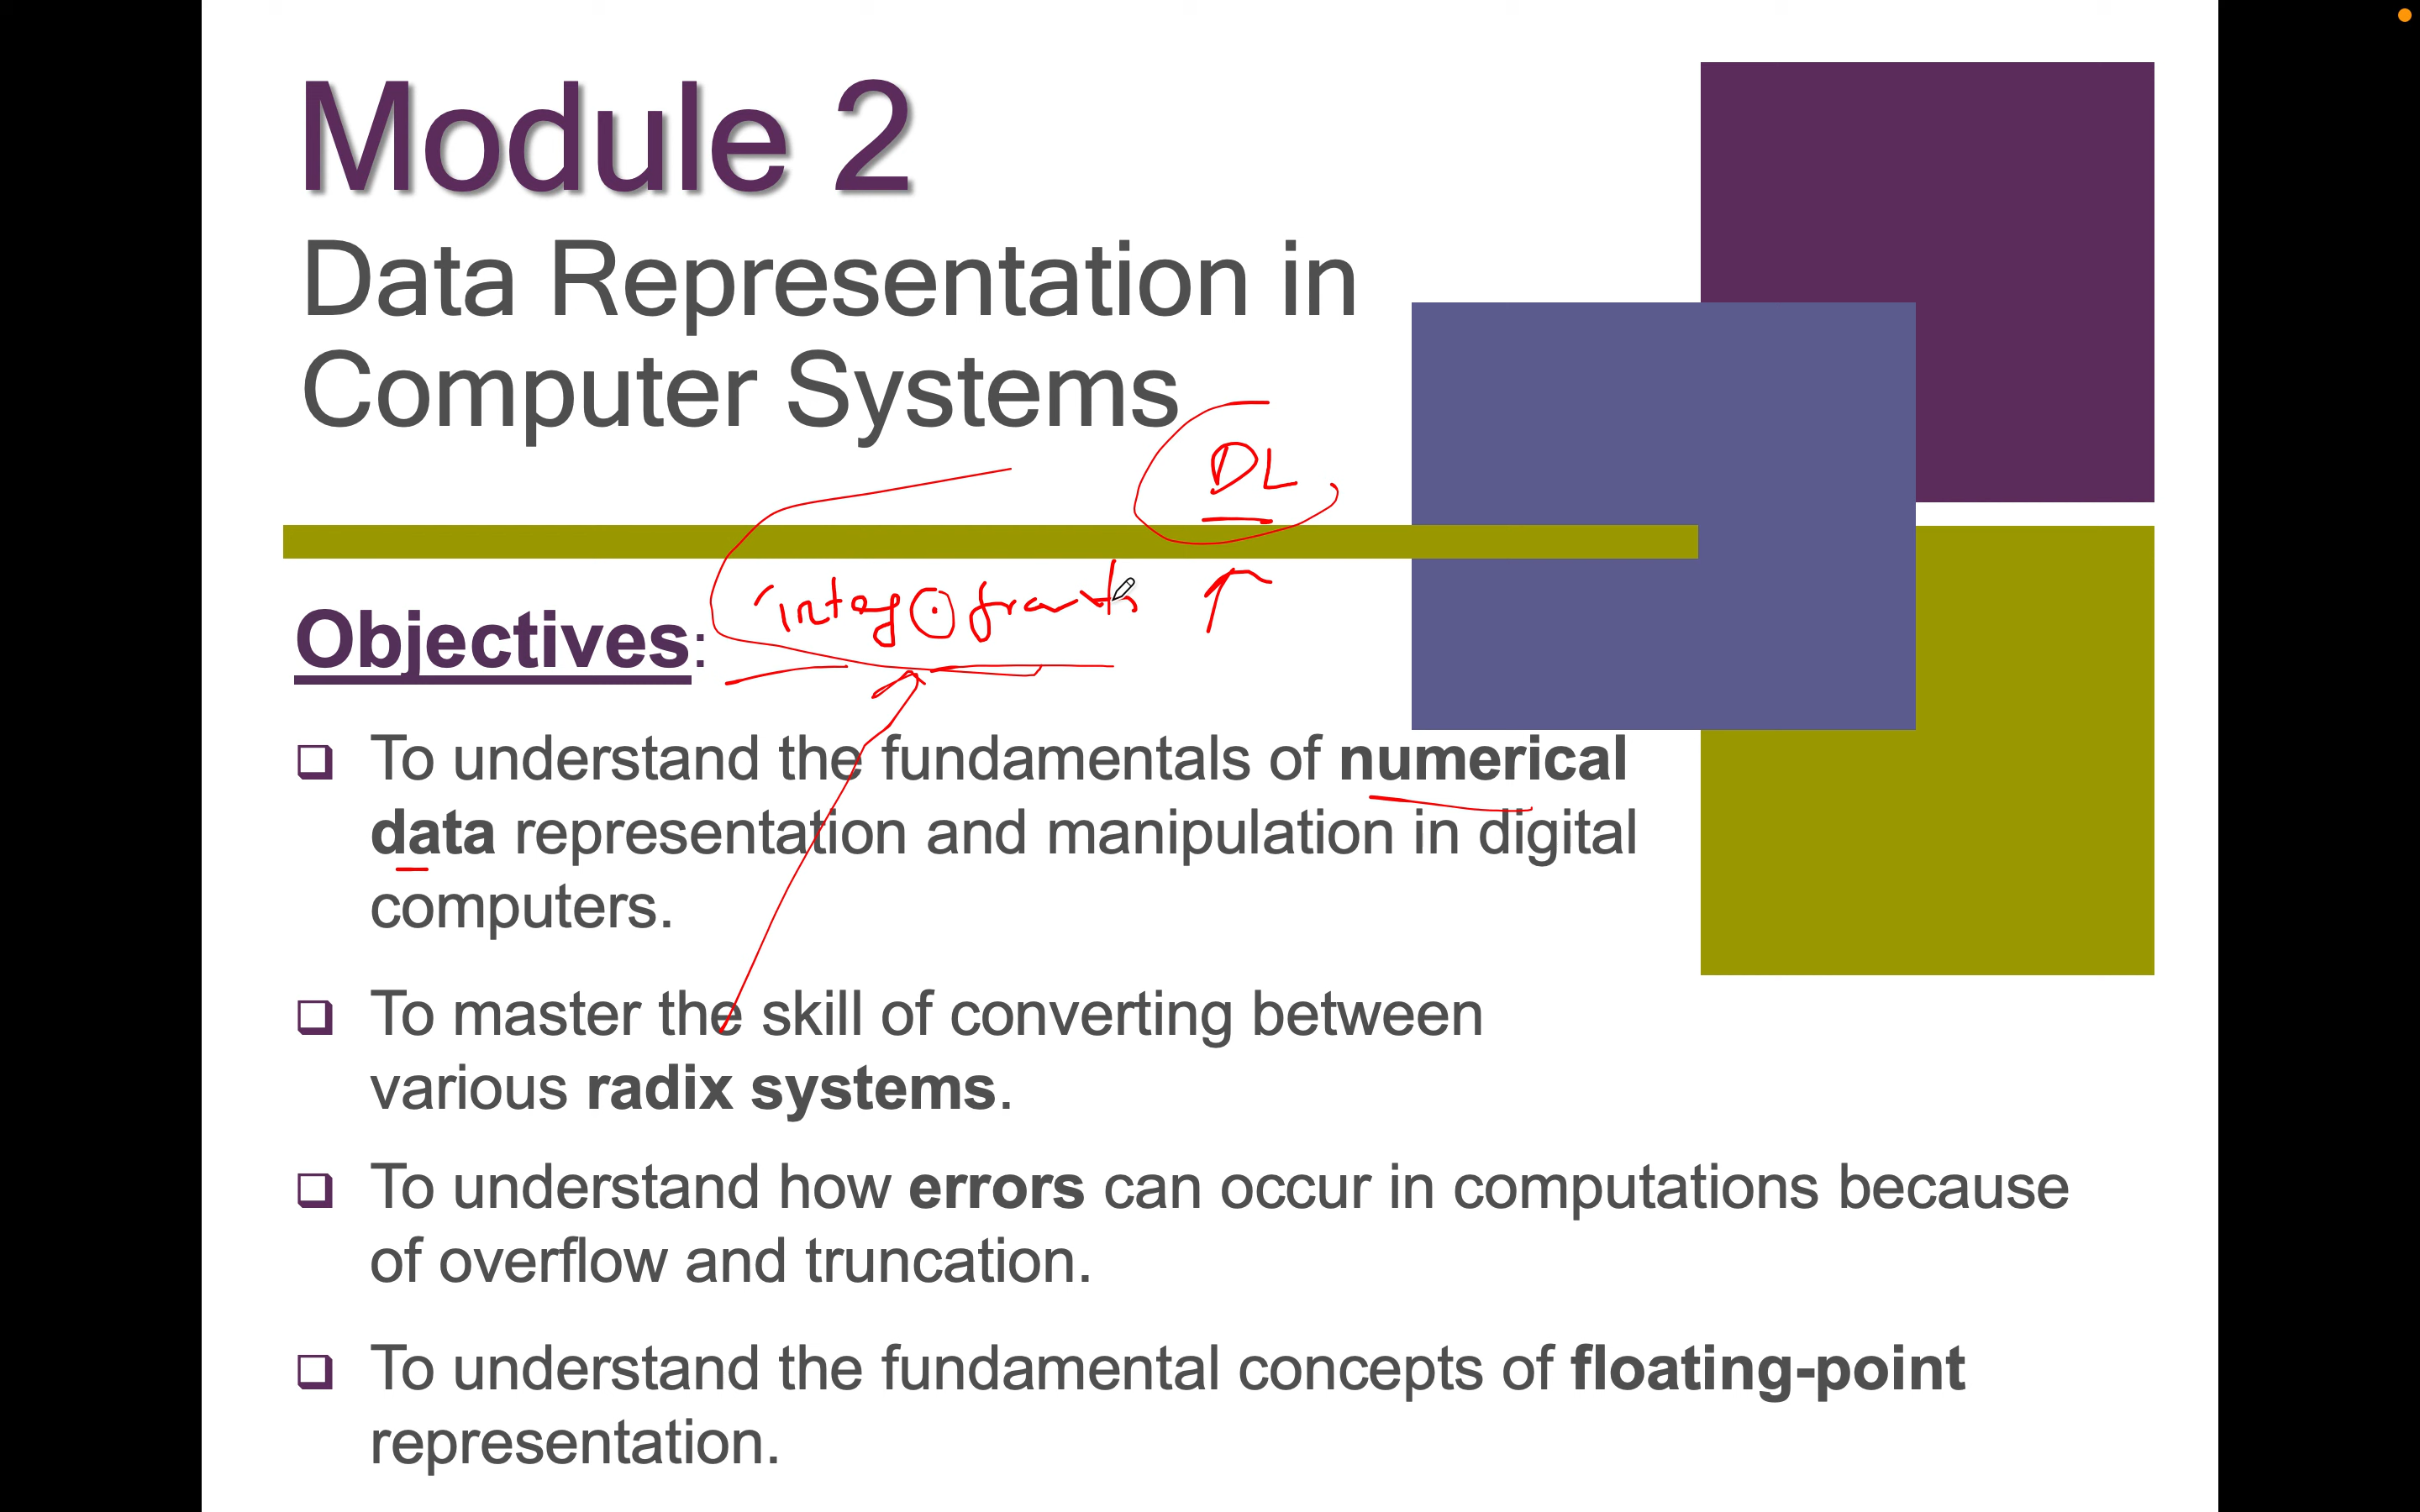 Module 2
Data Representation in
Computer Systems
DL
Objectives:
To understand the fundamentals of numerical
data representation and manipulation in digital
computers.
To master the skill of converting between
various radix systems.
To understand how errors can occur in computations because
of overflow and truncation.
To understand the fundamental concepts of floating-point
representation.